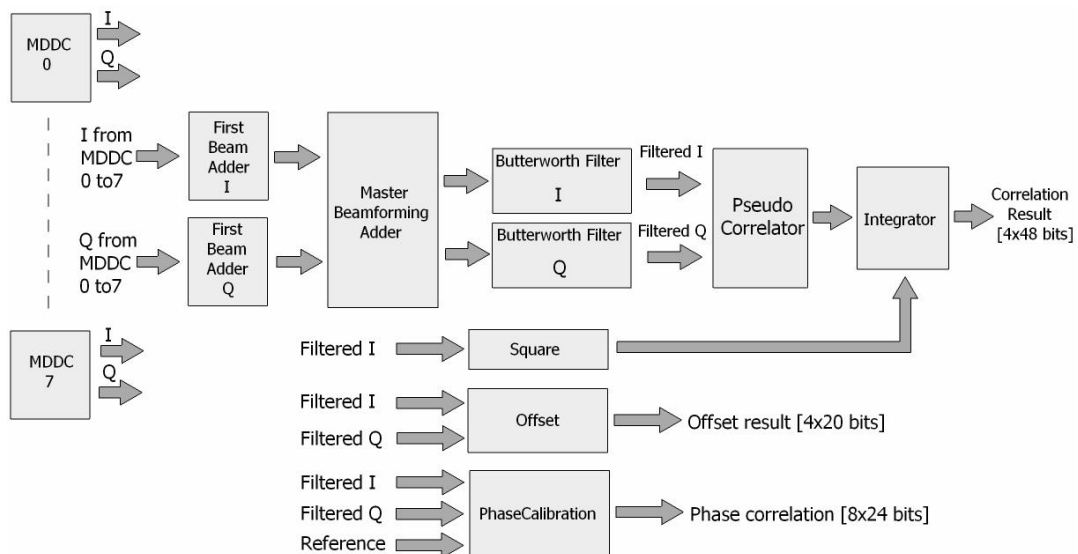 MDDC
0
I
Q
I from
MDDC
0 to7
First
Beam
Adder
I
Q from
MDDC
0 to7
First
Beam
Adder
Q
Master
Beamforming
Adder
Butterworth Filter
I
Butterworth Filter
Q
Filtered I
Filtered Q
Pseudo
Correlator
Integrator
Correlation
Result
[4x48 bits]
MDDC
7
I
Q
Filtered I
Square
Filtered I
Filtered Q
Offset
Offset result [4x20 bits]
Filtered I
Filtered Q
Reference
PhaseCalibration
Phase correlation [8x24 bits]